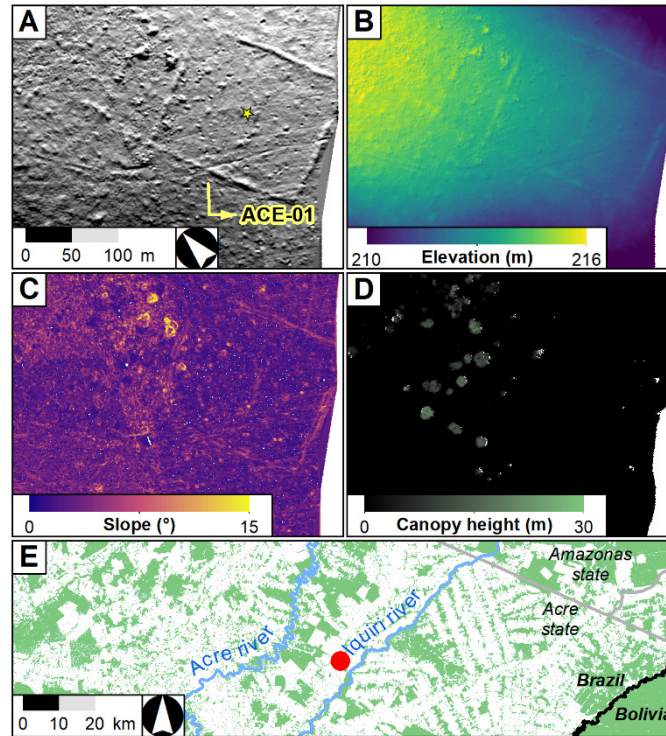 A
ACE-01
0 50 100 m
B
210 Elevation (m) 216
C
0 Slope (°) 15
D
0 Canopy height (m) 30
E
Acre river
Iquiri river
Amazonas
state
Acre
state
Brazil
Bolivia
0 10 20 km